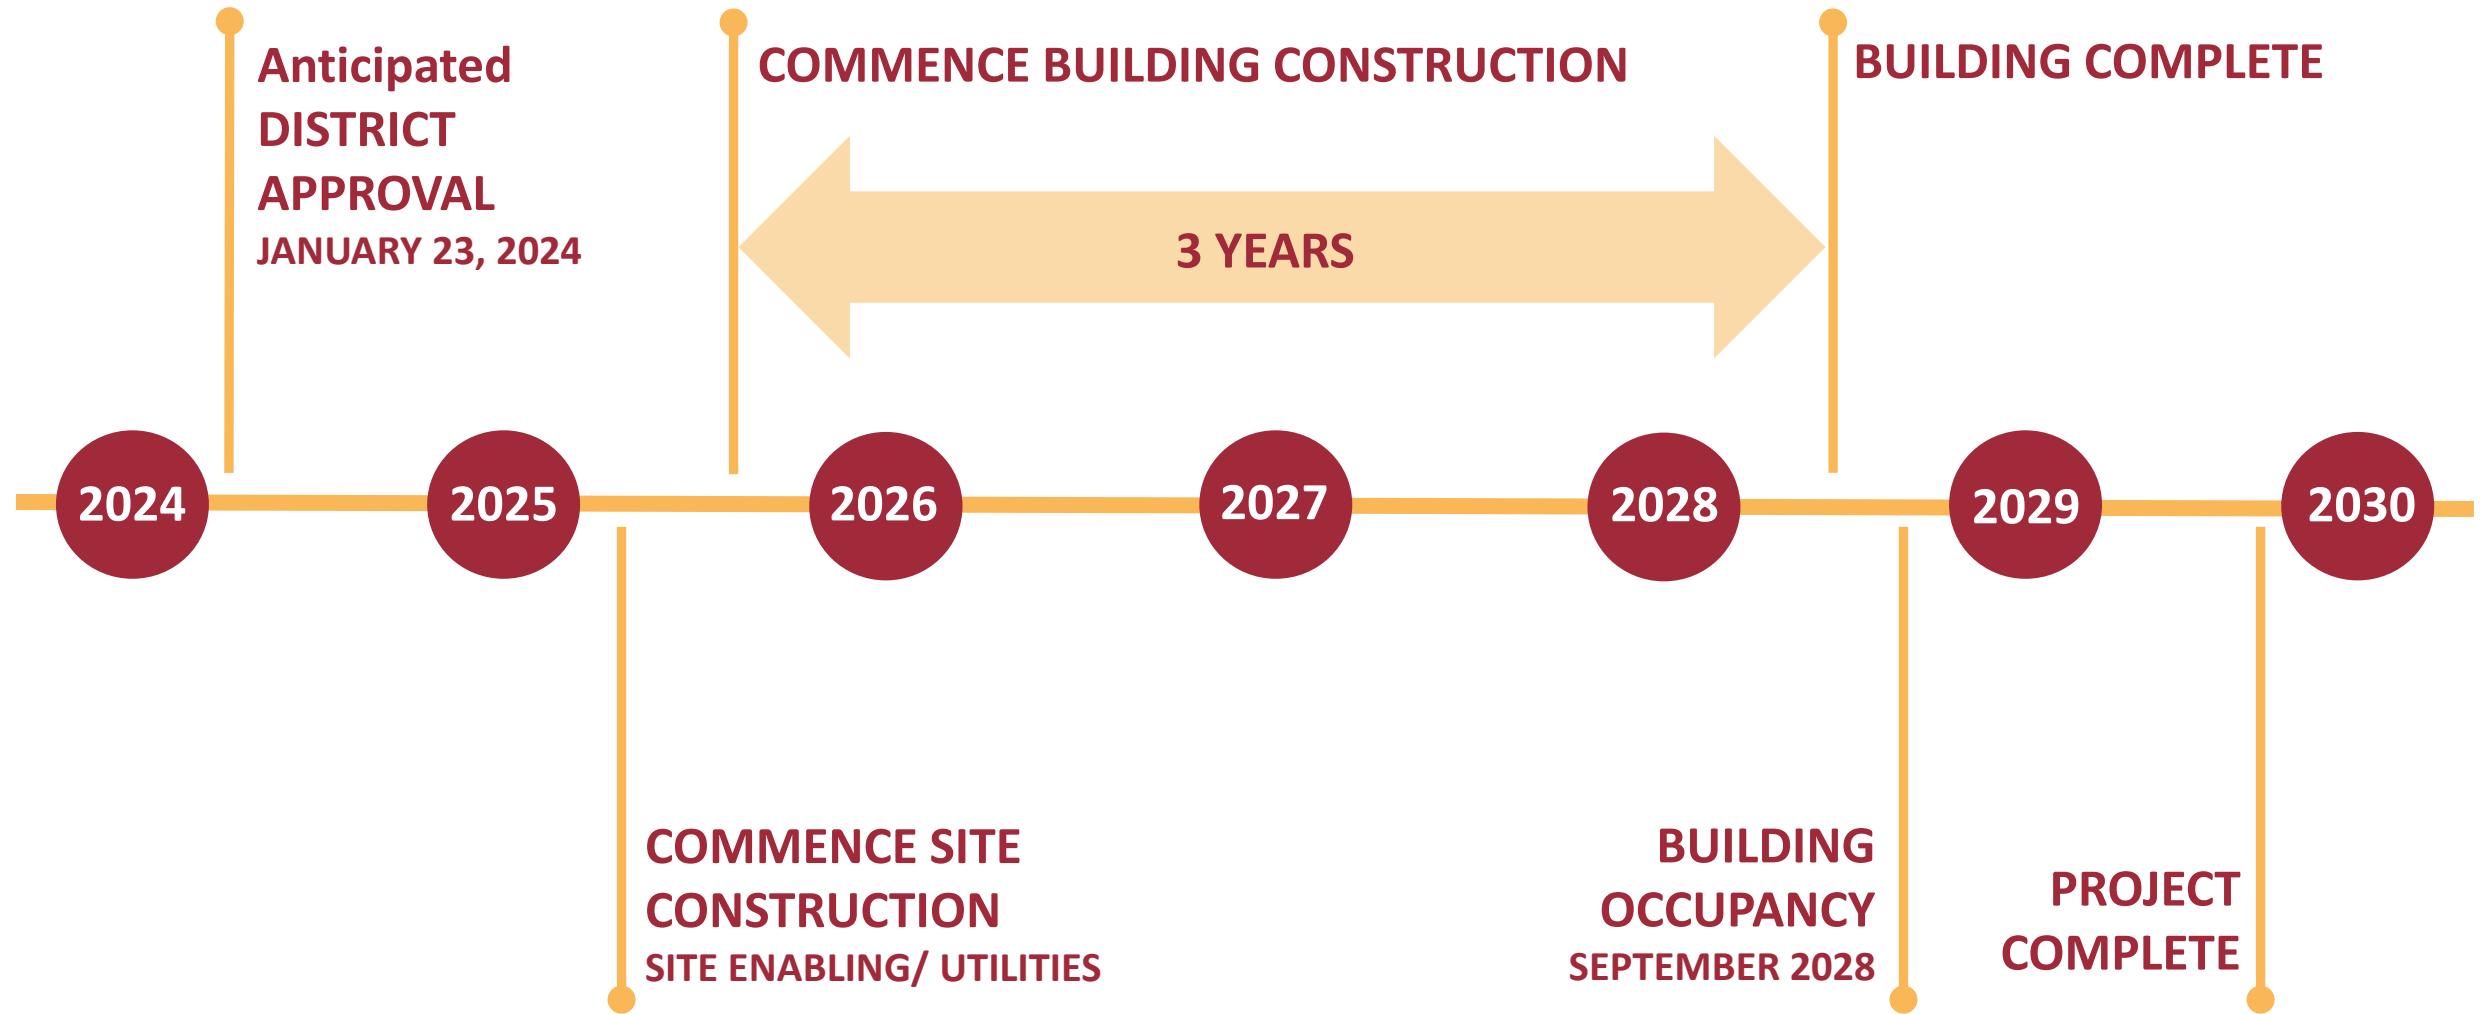 Anticipated
DISTRICT
APPROVAL
JANUARY 23, 2024
COMMENCE BUILDING CONSTRUCTION
BUILDING COMPLETE
3 YEARS
2024
2025
2026
2027
2028
2029
2030
COMMENCE SITE
CONSTRUCTION
SITE ENABLING/ UTILITIES
BUILDING
OCCUPANCY
SEPTEMBER 2028
PROJECT
COMPLETE